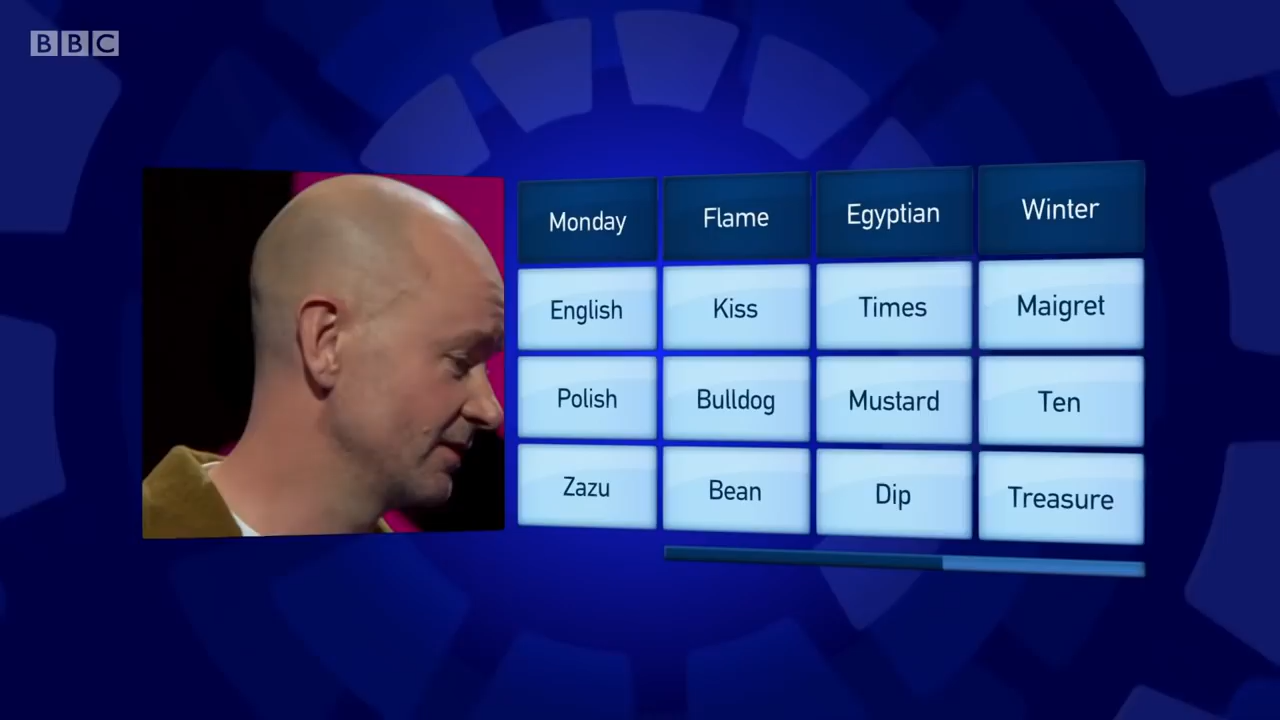 BBC
Monday Flame Egyptian Winter
English Kiss Times Maigret
Polish Bulldog Mustard Ten
Zazu Bean Dip Treasure